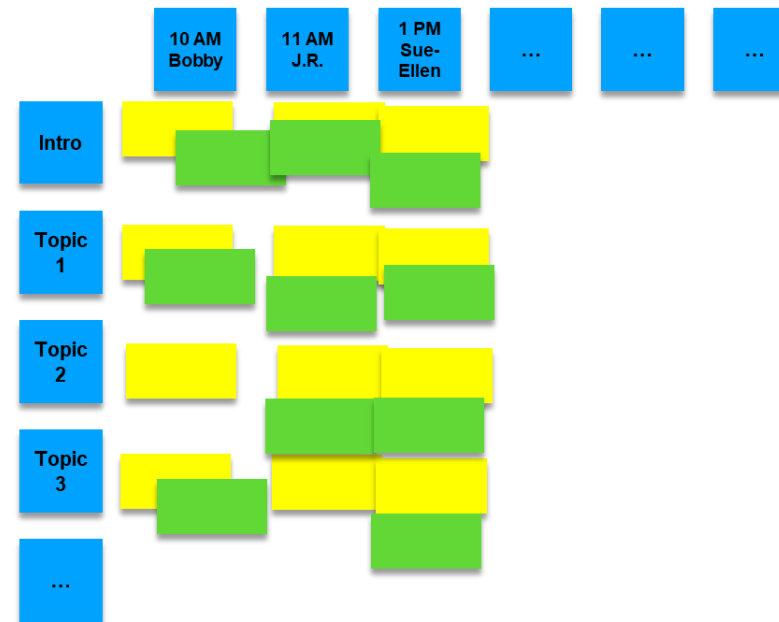 10 AM
Bobby
11 AM
J.R.
1 PM
Sue-
Ellen
...
...
...
Intro
Topic
1
Topic
2
Topic
3
...